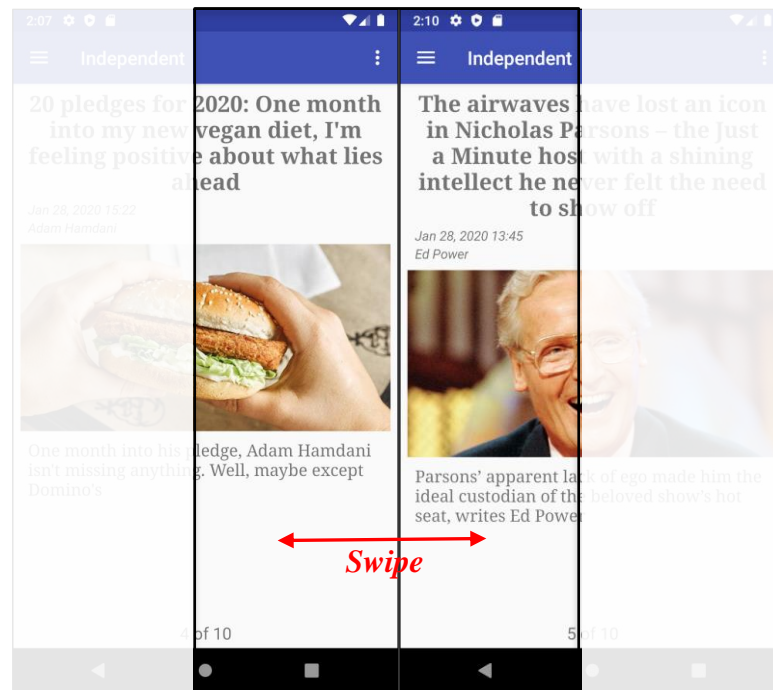 2:07
2:10
Independent
Independent
20 pledges for 2020: One month
into my new vegan diet, I'm
feeling positive about what lies
ahead
Jan 28, 2020 15:22
Adam Hamdani
One month into his pledge, Adam Hamdani
isn't missing anything. Well, maybe except
Domino's
4 of 10
The airwaves have lost an icon
in Nicholas Parsons – the Just
a Minute host with a shining
intellect he never felt the need
to show off
Jan 28, 2020 13:45
Ed Power
Parsons’ apparent lack of ego made him the
ideal custodian of the beloved show’s hot
seat, writes Ed Power
5 of 10
Swipe